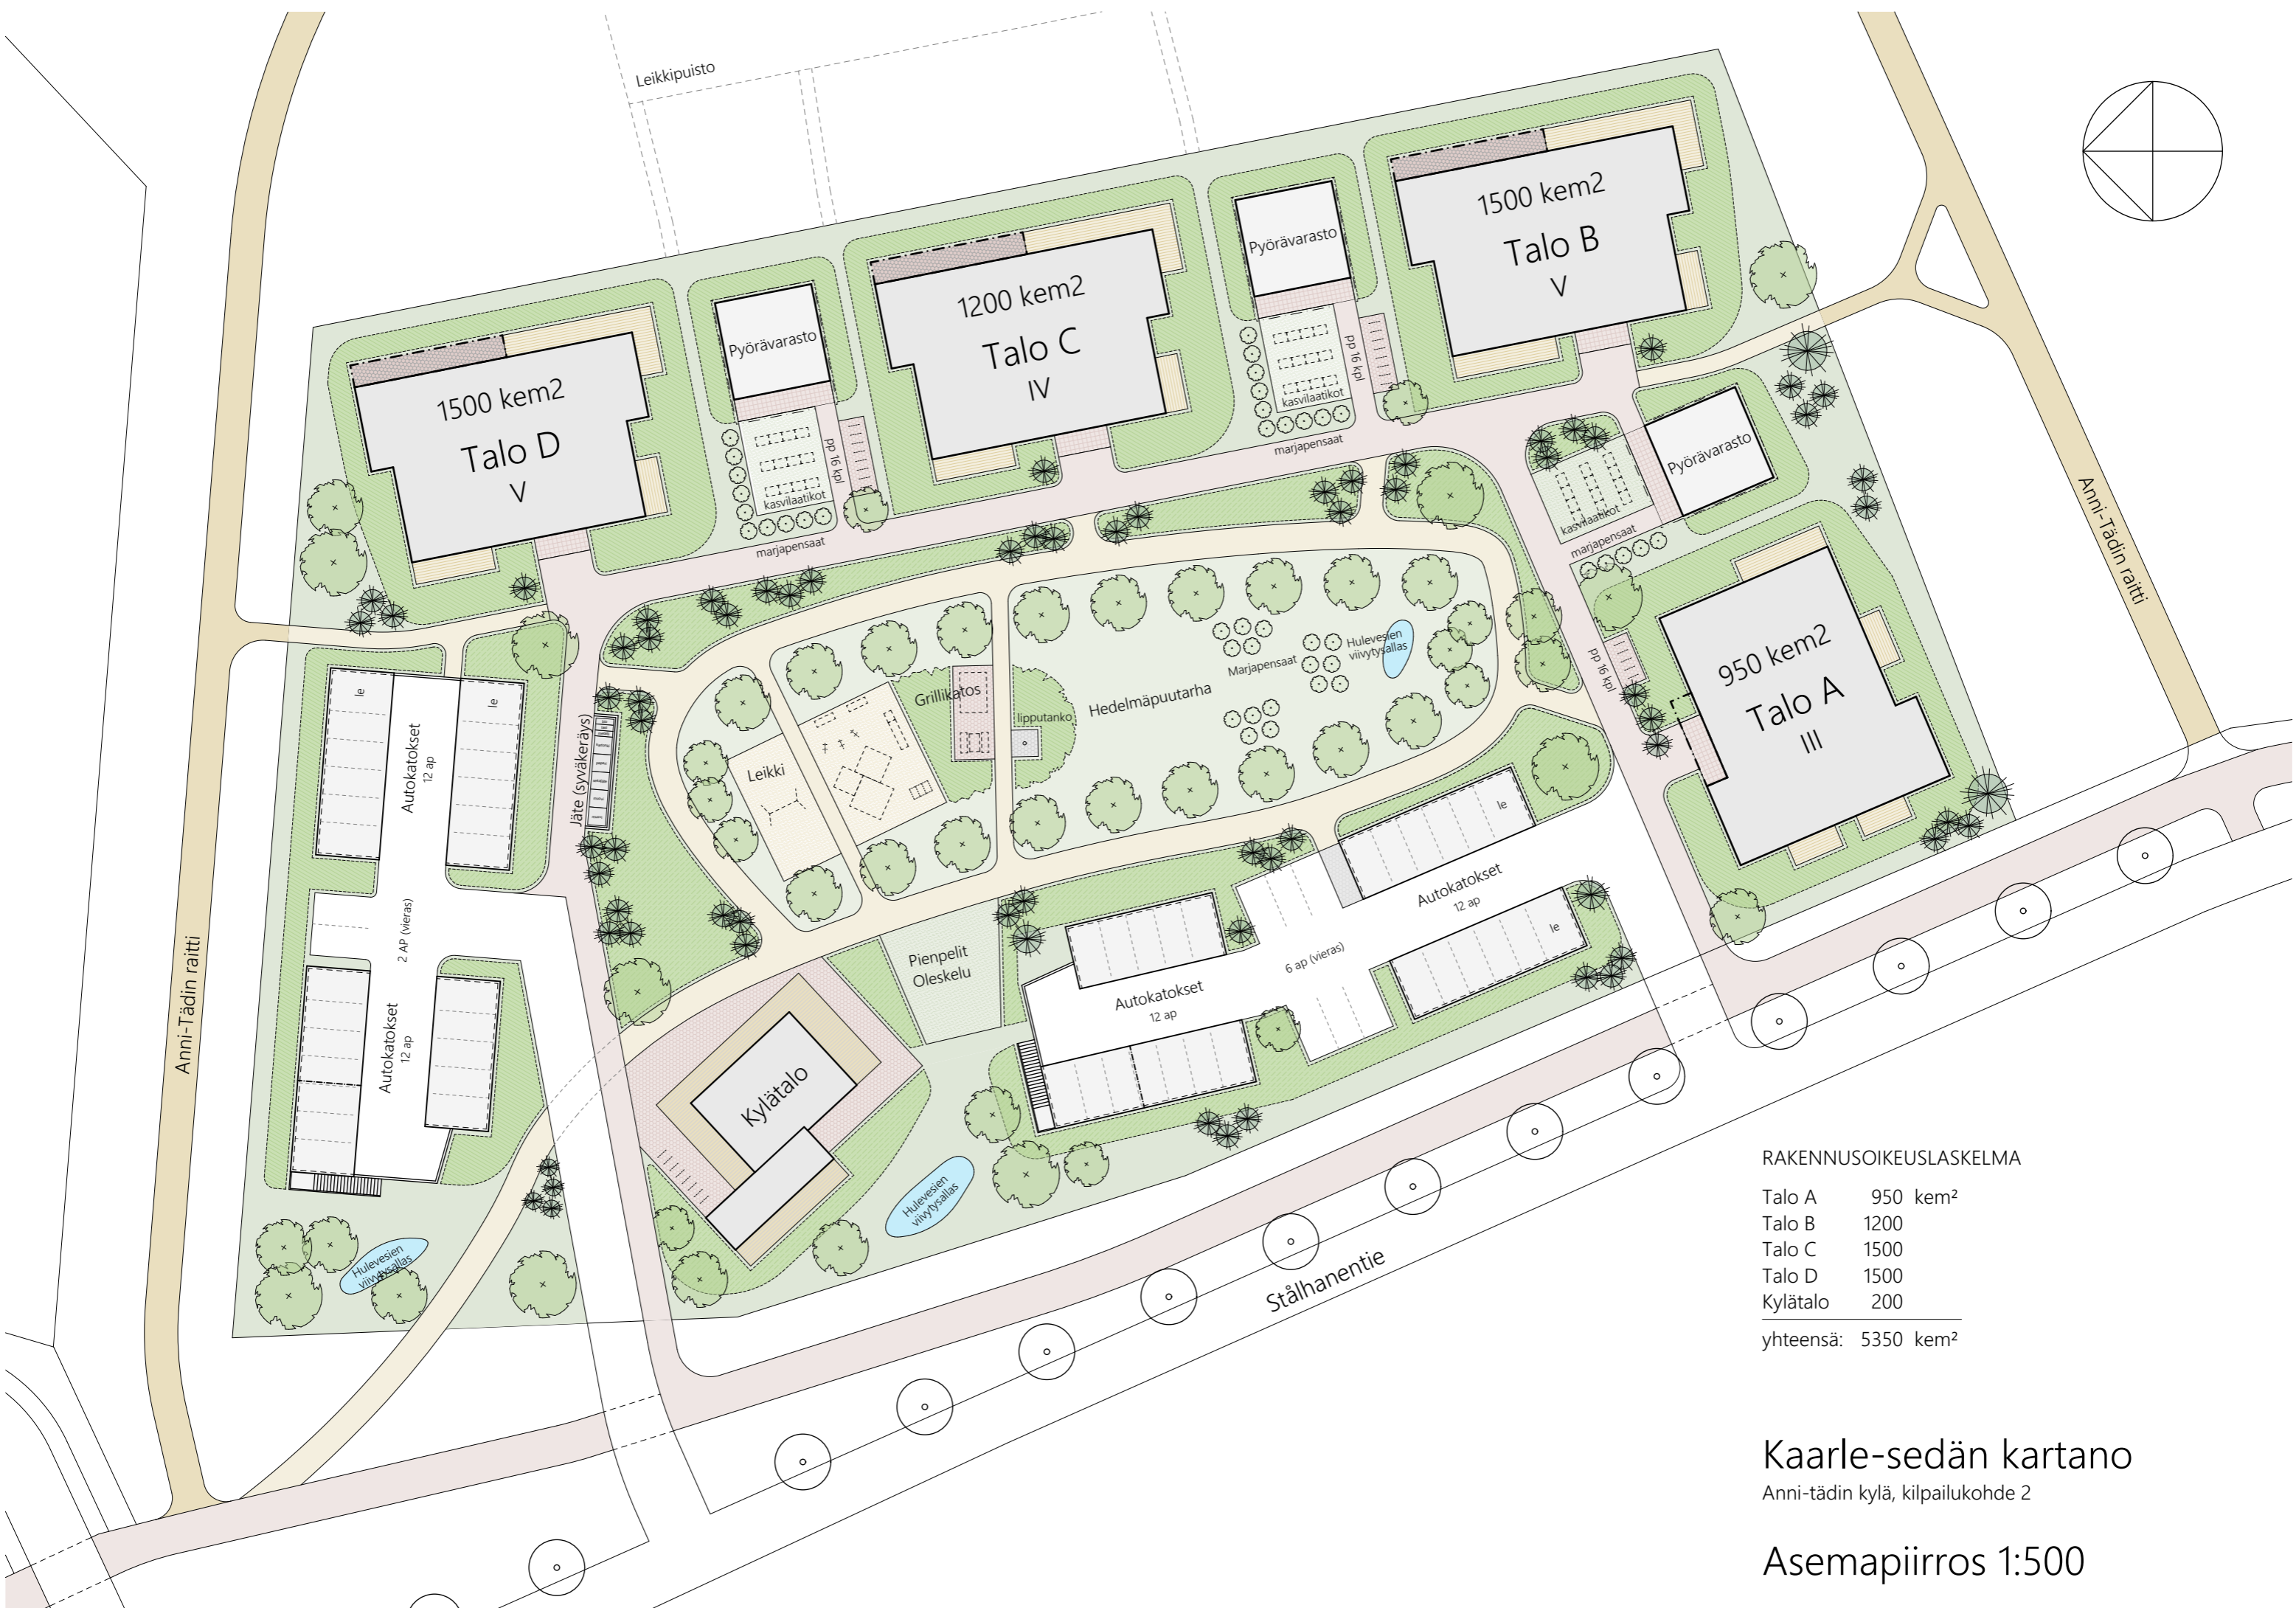 Leikkipuisto
1500 kem2
Talo B
V
Pyörävarasto
1200 kem2
Talo C
IV
Pyörävarasto
1500 kem2
Talo D
V
pp 16 kpl
kasvilaatikot
marjapensaat
pp 16 kpl
kasvilaatikot
marjapensaat
Pyörävarasto
kasvilaatikot
marjapensaat
pp 16 kpl
950 kem2
Talo A
III
Anni-Tädin raitti
Hulevesien
viivytysallas
Marjapensaat
Hedelmäpuutarha
Grillikatos
lipputanko
Leikki
Jäte (syväkeräys)
le
le
Autokatokset
12 ap
2 AP (vieras)
Autokatokset
12 ap
Anni-Tädin raitti
le
Autokatokset
12 ap
le
6 ap (vieras)
Autokatokset
12 ap
Pienpelit
Oleskelu
Kylätalo
Hulevesien
viivytysallas
Hulevesien
viivytysallas
Stålhanentie
RAKENNUSOIKEUSLASKELMA
Talo A 950 kem²
Talo B 1200
Talo C 1500
Talo D 1500
Kylätalo 200
yhteensä: 5350 kem²
Kaarle-sedän kartano
Anni-tädin kylä, kilpailukohde 2
Asemapiirros 1:500